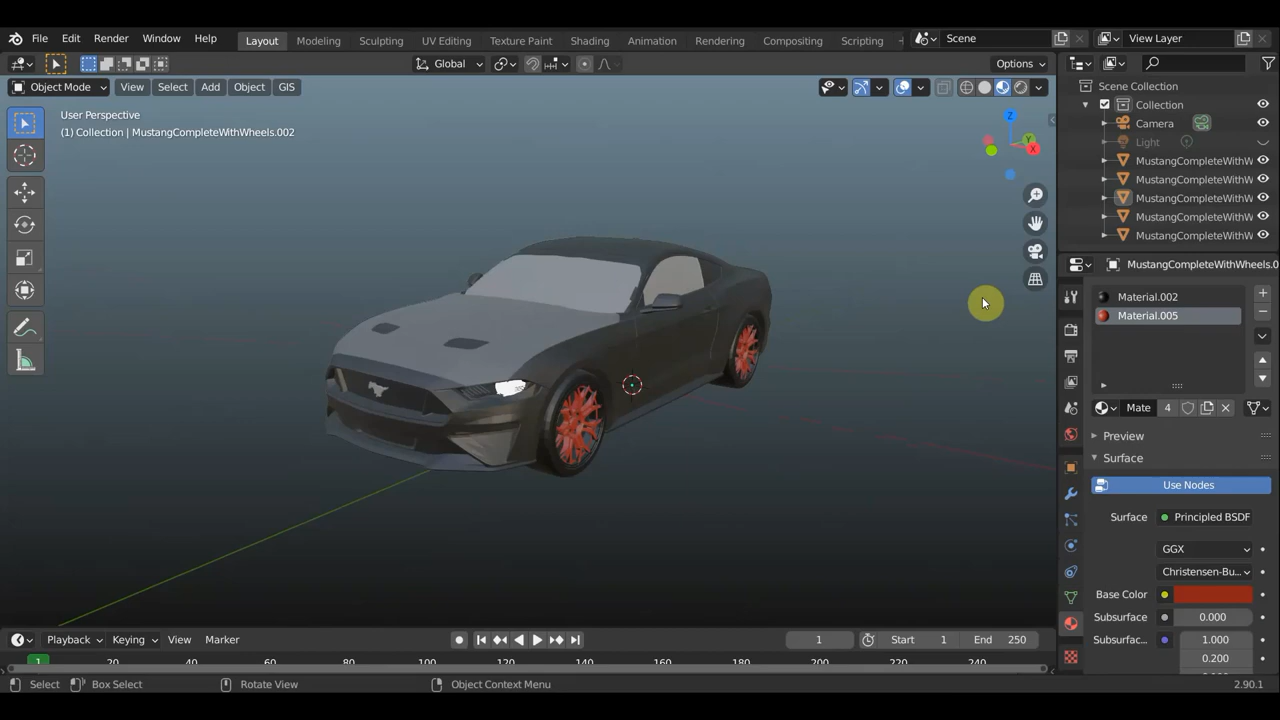 File Edit Render Window Help
Layout Modeling Sculpting UV Editing Texture Paint Shading Animation Rendering Compositing Scripting
Scene
View Layer
Global
Options
Object Mode View Select Add Object GIS
User Perspective
(1) Collection | MustangCompleteWithWheels.002
Z
Y
X
Scene Collection
Collection
Camera
Light
MustangCompleteWithW
MustangCompleteWithW
MustangCompleteWithW
MustangCompleteWithW
MustangCompleteWithW
MustangCompleteWithWheels.0
Material.002
Material.005
Mate 4
Preview
Surface
Use Nodes
Surface Principled BSDF
GGX
Christensen-Bu...
Base Color
Subsurface 0.000
Subsurfac.. 1.000
0.200
Playback Keying View Marker
1 Start 1 End 250
1 20 40 60 80 100 120 140 160 180 200 220 240
Select Box Select Rotate View Object Context Menu 2.90.1